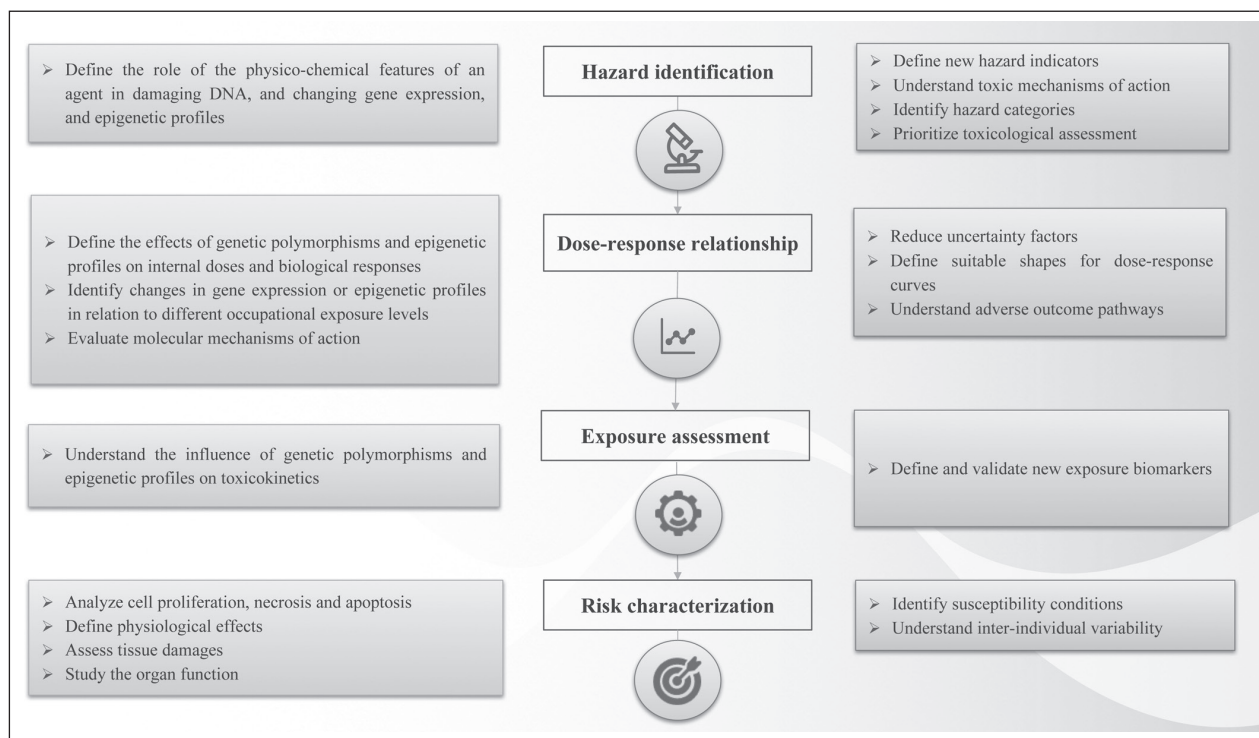 ➢ Define the role of the physico-chemical features of an
agent in damaging DNA, and changing gene expression,
and epigenetic profiles
Hazard identification
➢ Define new hazard indicators
➢ Understand toxic mechanisms of action
➢ Identify hazard categories
➢ Prioritize toxicological assessment
➢ Define the effects of genetic polymorphisms and epigenetic
profiles on internal doses and biological responses
➢ Identify changes in gene expression or epigenetic profiles
in relation to different occupational exposure levels
➢ Evaluate molecular mechanisms of action
Dose-response relationship
➢ Reduce uncertainty factors
➢ Define suitable shapes for dose-response
curves
➢ Understand adverse outcome pathways
➢ Understand the influence of genetic polymorphisms and
epigenetic profiles on toxicokinetics
Exposure assessment
➢ Define and validate new exposure biomarkers
➢ Analyze cell proliferation, necrosis and apoptosis
➢ Define physiological effects
➢ Assess tissue damages
➢ Study the organ function
Risk characterization
➢ Identify susceptibility conditions
➢ Understand inter-individual variability